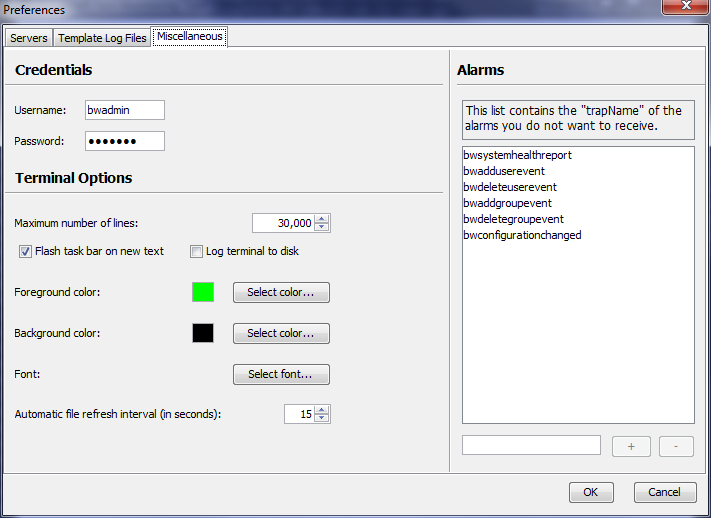 Preferences
Servers
Template Log Files
Miscellaneous
Credentials
Username:
bwadmin
Password:
●●●●●●●
Terminal Options
Maximum number of lines:
30,000
Flash task bar on new text
Log terminal to disk
Foreground color:
Select color...
Background color:
Select color...
Font:
Select font...
Automatic file refresh interval (in seconds):
15
Alarms
This list contains the "trapName" of the
alarms you do not want to receive.
bwsystemhealthreport
bwadduserevent
bwdeleteuserevent
bwaddgroupevent
bwdeletegroupevent
bwconfigurationchanged
+
-
OK
Cancel